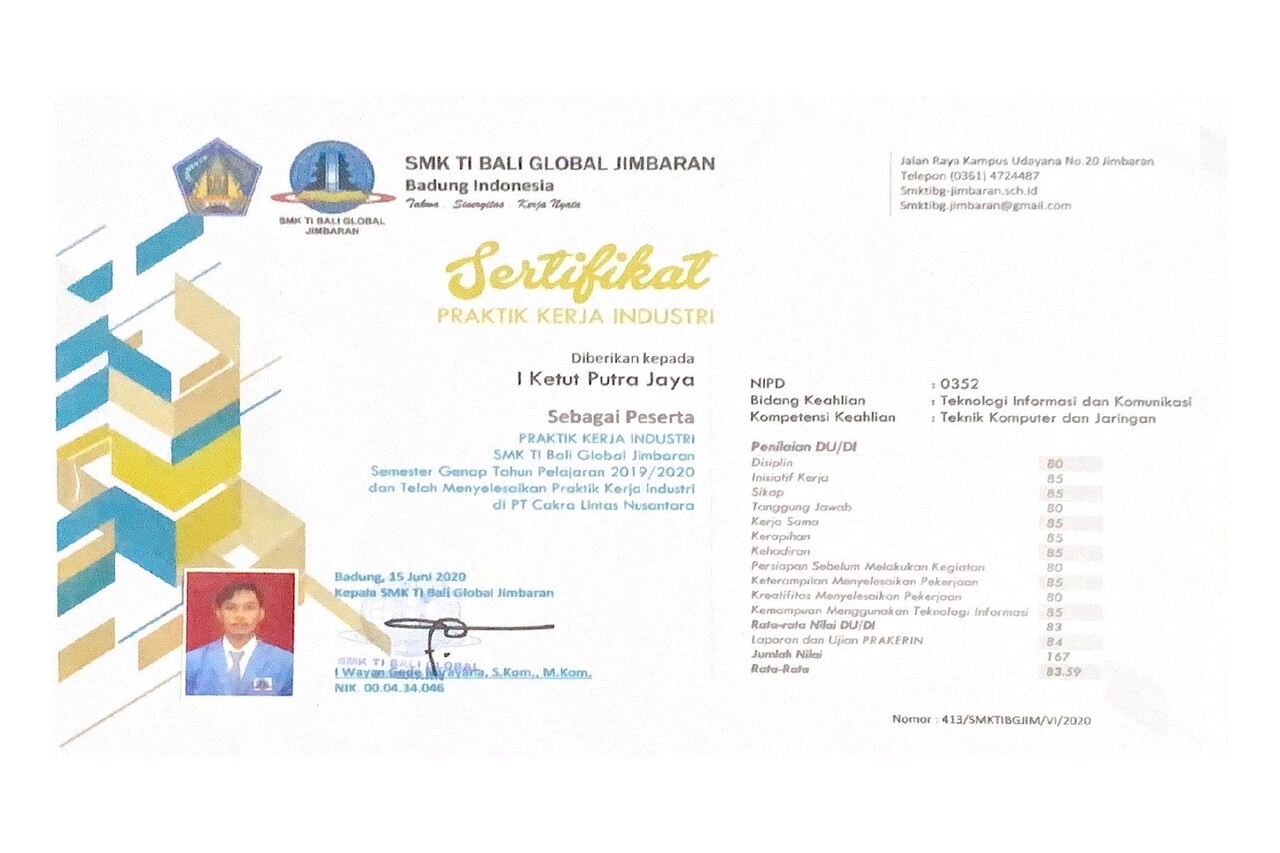 SMK TI BALI GLOBAL
JIMBARAN
SMK TI BALI GLOBAL JIMBARAN
Badung Indonesia
Takwa . Sinergitas . Kerja Nyata
Jalan Raya Kampus Udayana No.20 Jimbaran
Telepon (0361) 4724487
Smktibg-jimbaran.sch.id
Smktibg.jimbaran@gmail.com
Sertifikat
PRAKTIK KERJA INDUSTRI
Diberikan kepada
I Ketut Putra Jaya
Sebagai Peserta
PRAKTIK KERJA INDUSTRI
SMK TI Bali Global Jimbaran
Semester Genap Tahun Pelajaran 2019/2020
dan Telah Menyelesaikan Praktik Kerja Industri
di PT Cakra Lintas Nusantara
Badung, 15 Juni 2020
Kepala SMK TI Bali Global Jimbaran
SMK TI BALI GLOBAL
I Wayan Gede Narayana, S.Kom., M.Kom.
NIK. 00.04.34.046
NIPD : 0352
Bidang Keahlian : Teknologi Informasi dan Komunikasi
Kompetensi Keahlian : Teknik Komputer dan Jaringan
Penilaian DU/DI
Disiplin 80
Inisiatif Kerja 85
Sikap 85
Tanggung Jawab 80
Kerja Sama 85
Kerapihan 85
Kehadiran 85
Persiapan Sebelum Melakukan Kegiatan 80
Keterampilan Menyelesaikan Pekerjaan 85
Kreatifitas Menyelesaikan Pekerjaan 80
Kemampuan Menggunakan Teknologi Informasi 85
Rata-rata Nilai DU/DI 83
Laporan dan Ujian PRAKERIN 84
Jumlah Nilai 167
Rata-Rata 83.59
Nomor : 413/SMKTIBGJIM/VI/2020